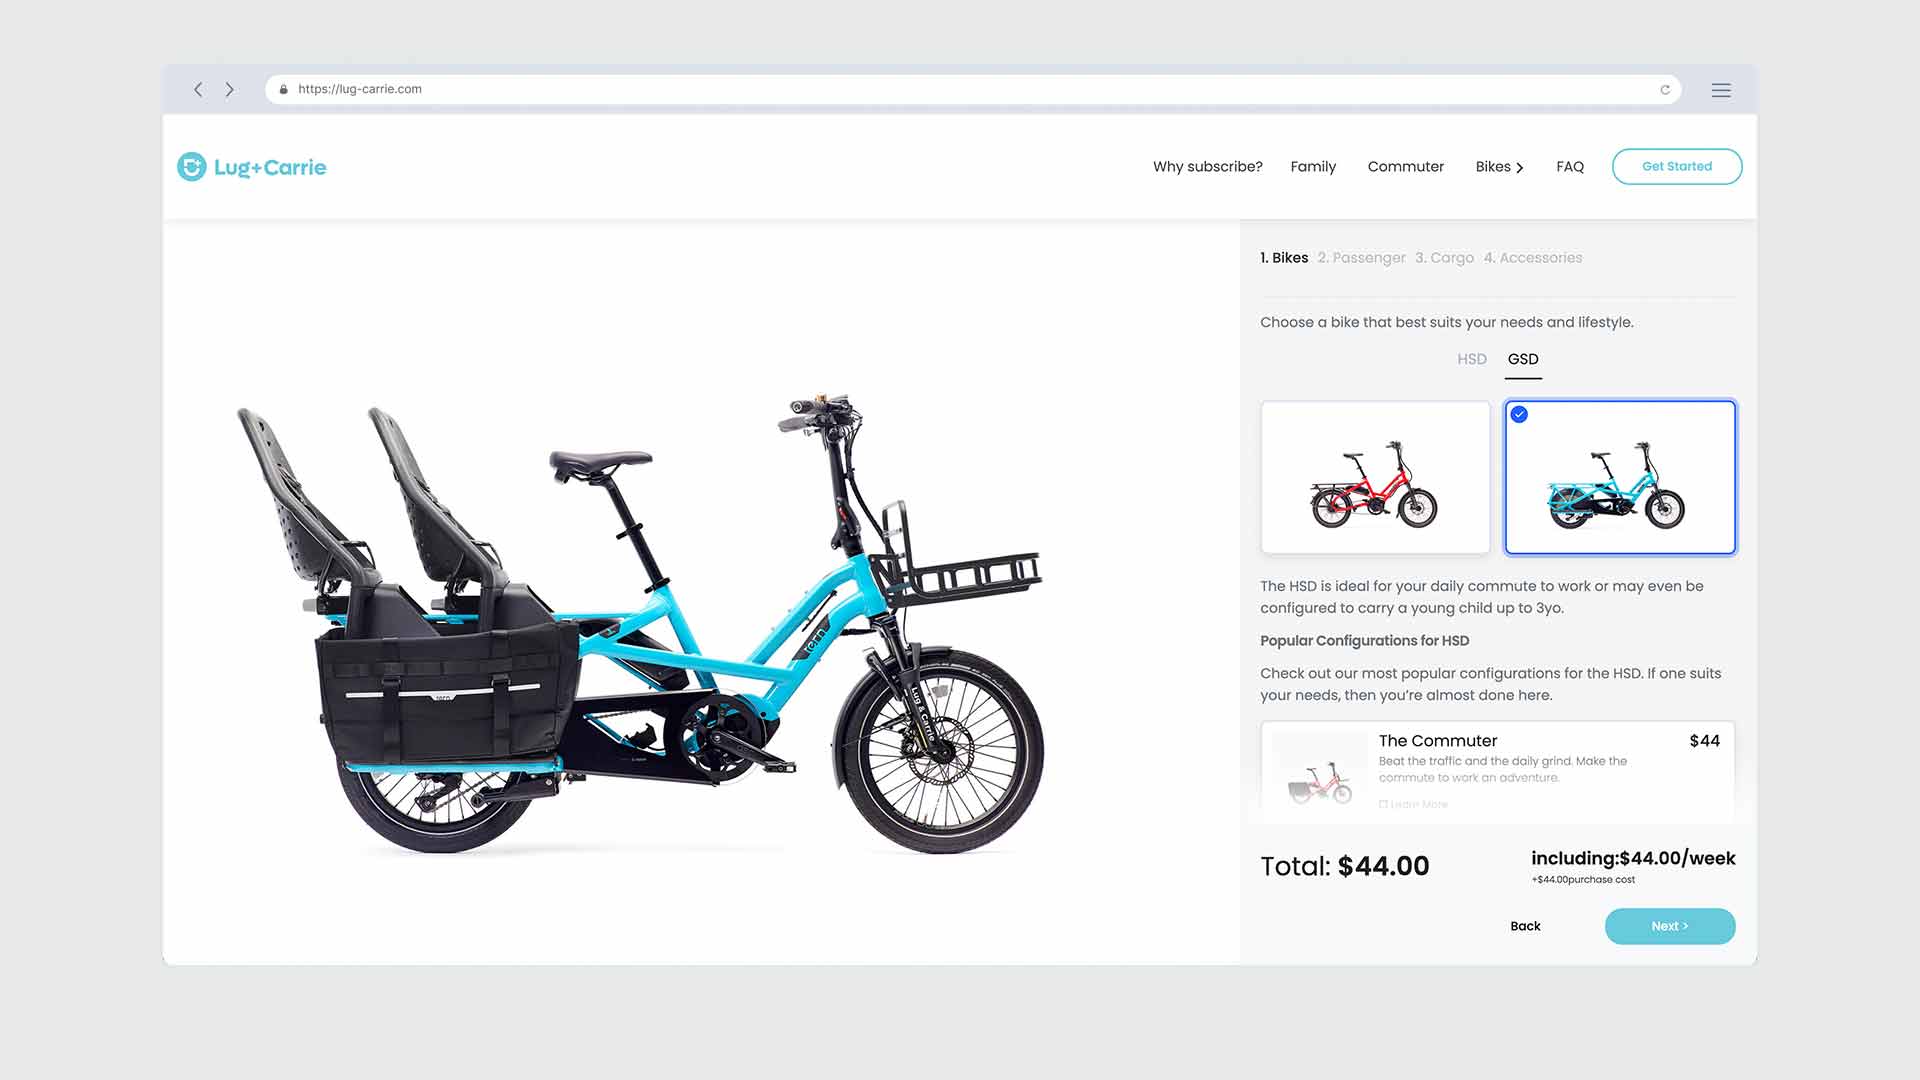 https://lug-carrie.com
Lug+Carrie
Why subscribe? Family Commuter Bikes FAQ Get Started
1. Bikes 2. Passenger 3. Cargo 4. Accessories
Choose a bike that best suits your needs and lifestyle.
HSD GSD
The HSD is ideal for your daily commute to work or may even be
configured to carry a young child up to 3yo.
Popular Configurations for HSD
Check out our most popular configurations for the HSD. If one suits
your needs, then you're almost done here.
The Commuter $44
Beat the traffic and the daily grind. Make the
commute to work an adventure.
Learn More
Total: $44.00
including:$44.00/week
+$44.00purchase cost
Back Next >
tern
tern
Lug & Carrie